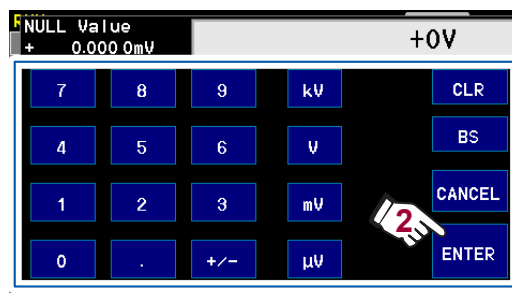 NULL Value
+ 0.000 0mV
+0V
7 8 9 kV CLR
4 5 6 V BS
1 2 3 mV CANCEL
2
0 . +/- µV ENTER